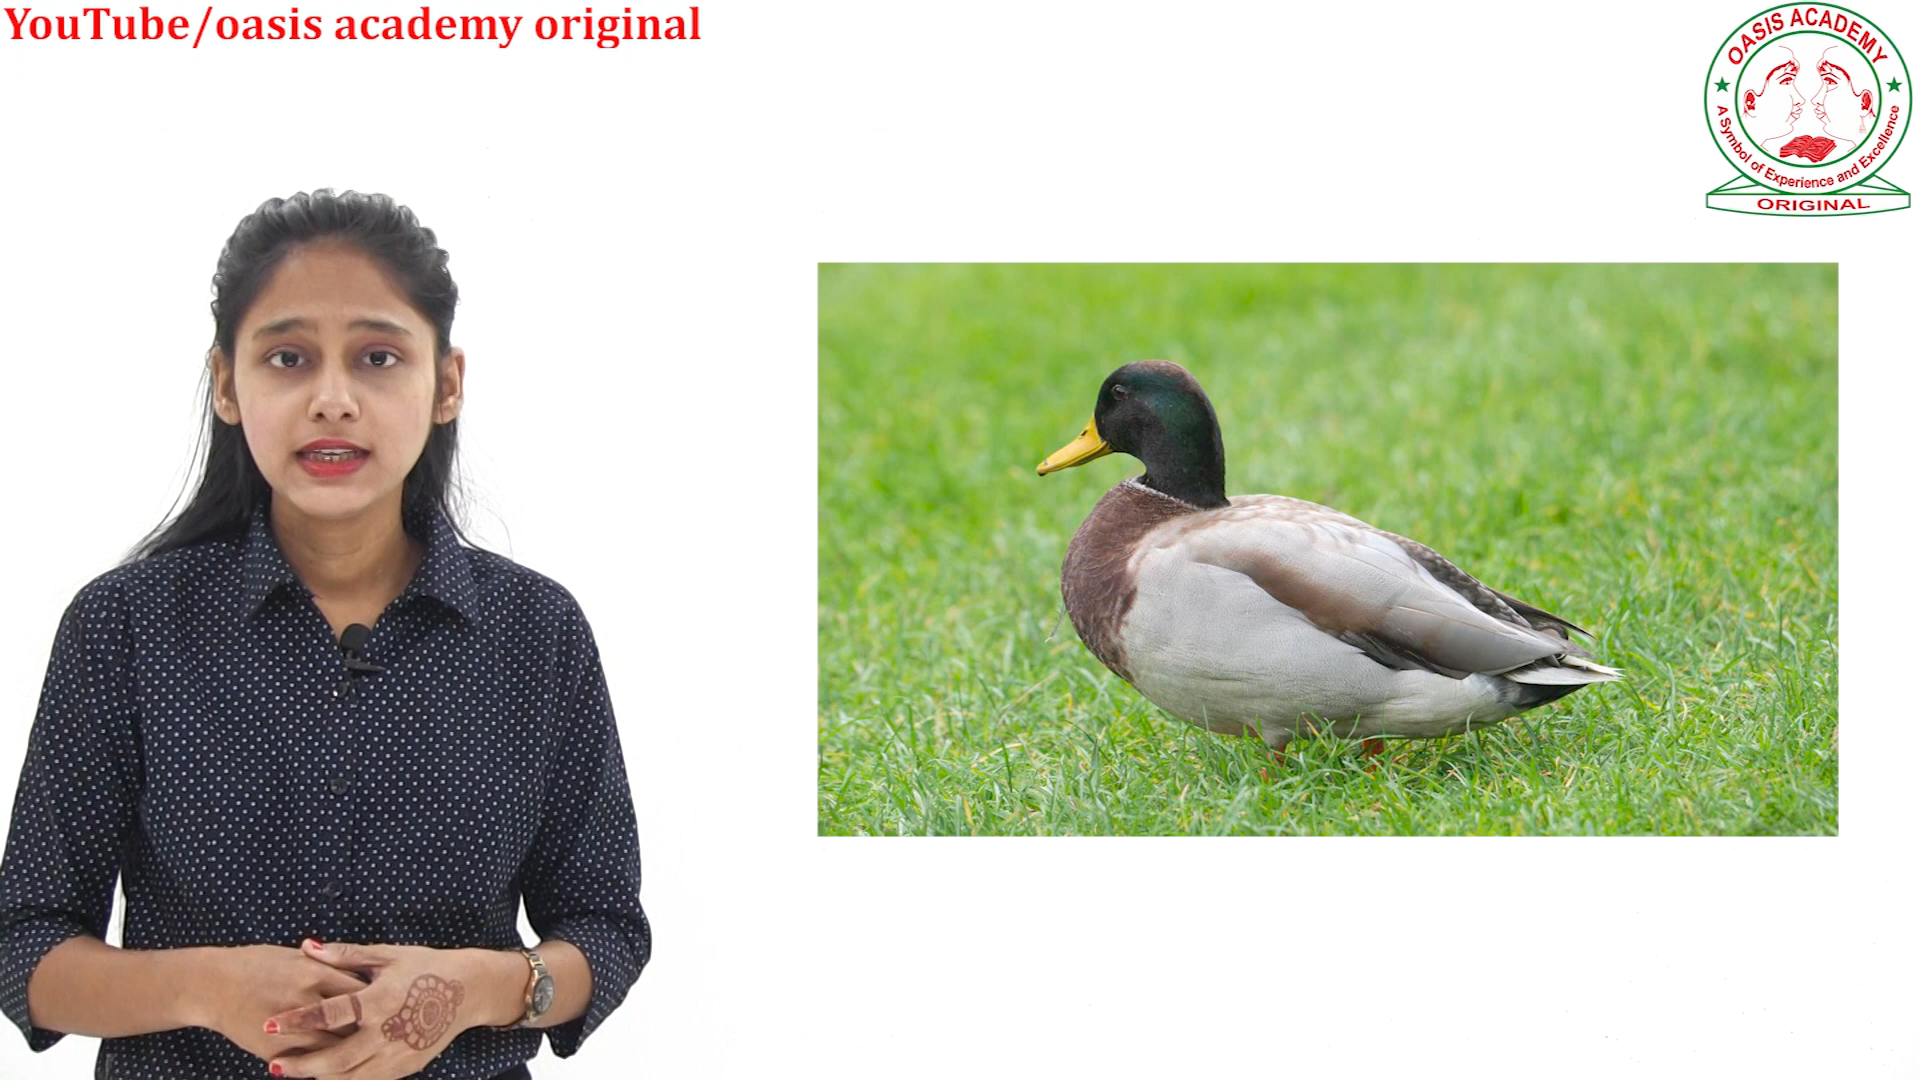 YouTube/oasis academy original
OASIS ACADEMY
A Symbol of Experience and Excellence
ORIGINAL